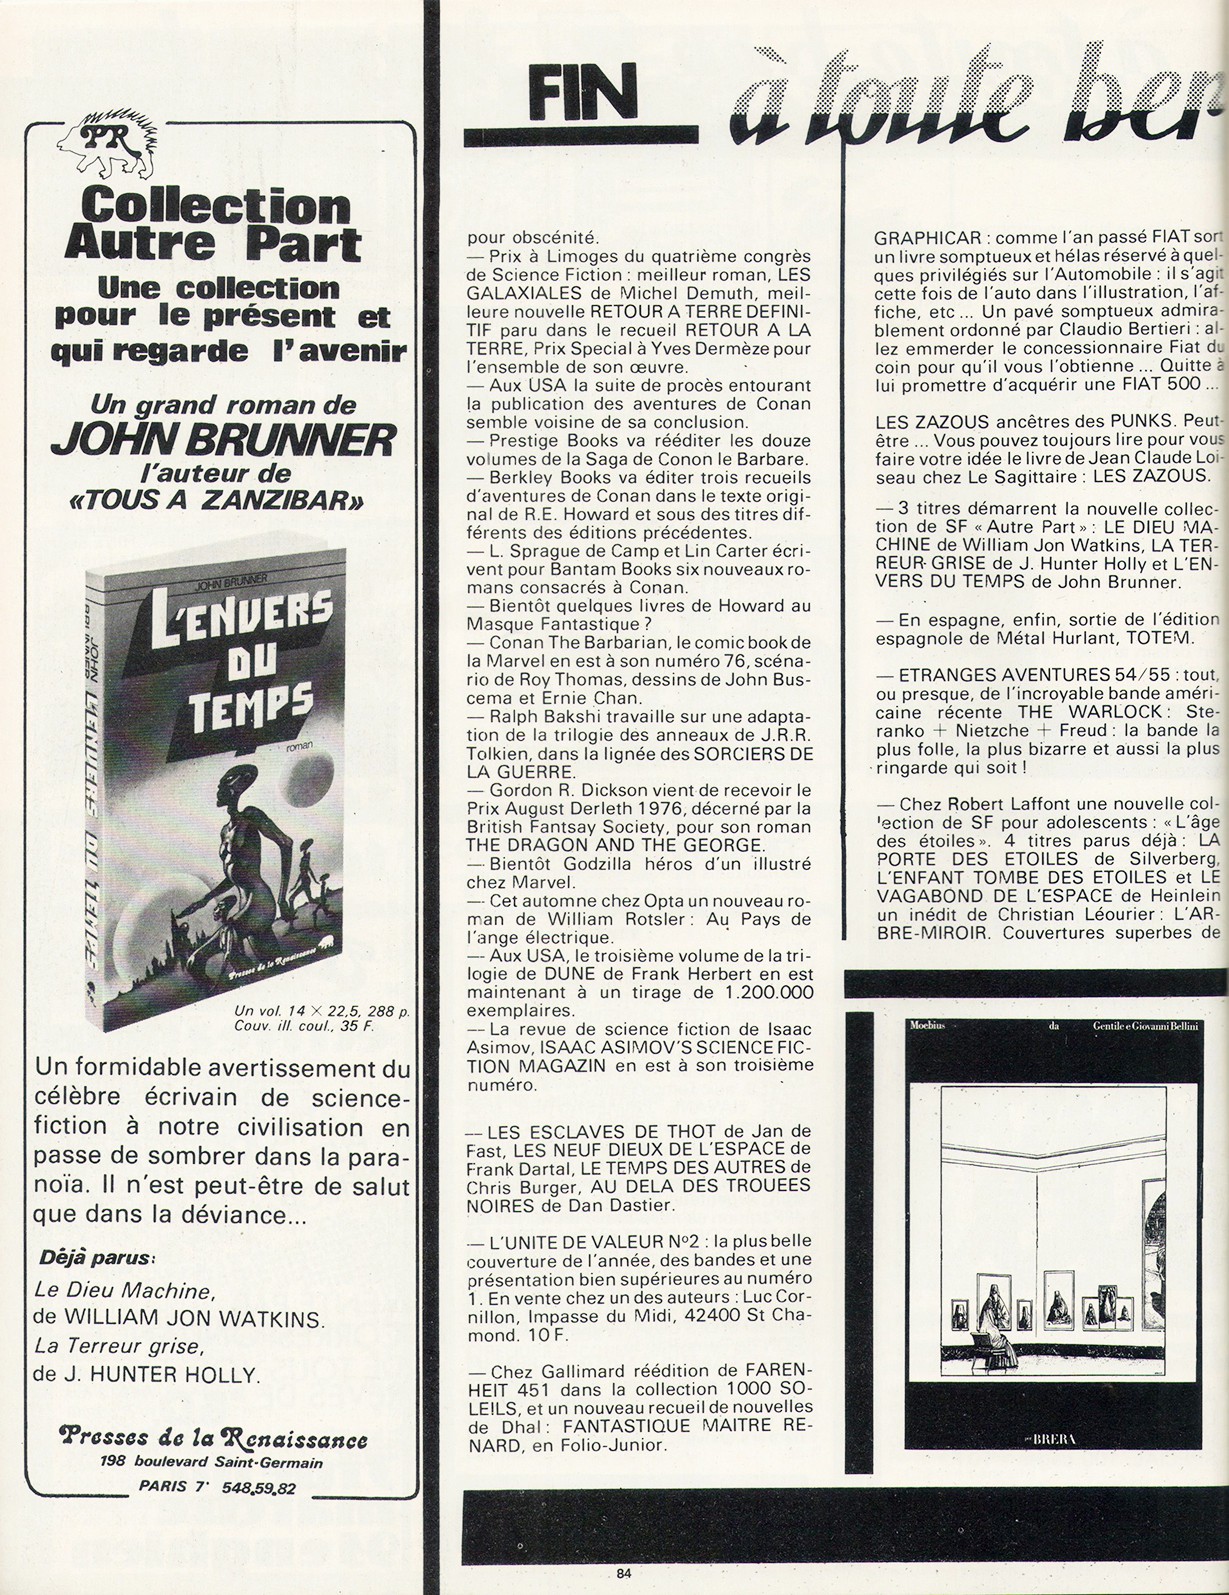 PR
Collection
Autre Part
Une collection
pour le présent et
qui regarde l'avenir
Un grand roman de
JOHN BRUNNER
l'auteur de
«TOUS A ZANZIBAR»
JOHN BRUNNER
L'ENVERS
DU
TEMPS
roman
Presses de la Renaissance
JOHN BRUNNER L'ENVERS DU TEMPS
Un vol. 14 × 22,5, 288 p.
Couv. ill. coul., 35 F.
Un formidable avertissement du
célèbre écrivain de science-
fiction à notre civilisation en
passe de sombrer dans la para-
noïa. Il n'est peut-être de salut
que dans la déviance...
Déjà parus:
Le Dieu Machine,
de WILLIAM JON WATKINS.
La Terreur grise,
de J. HUNTER HOLLY.
Presses de la Renaissance
198 boulevard Saint-Germain
PARIS 7° 548.59.82
FIN
à toute ber
pour obscénité.
— Prix à Limoges du quatrième congrès
de Science Fiction : meilleur roman, LES
GALAXIALES de Michel Demuth, meil-
leure nouvelle RETOUR A TERRE DEFINI-
TIF paru dans le recueil RETOUR A LA
TERRE, Prix Special à Yves Dermèze pour
l'ensemble de son œuvre.
— Aux USA la suite de procès entourant
la publication des aventures de Conan
semble voisine de sa conclusion.
— Prestige Books va rééditer les douze
volumes de la Saga de Conon le Barbare.
— Berkley Books va éditer trois recueils
d'aventures de Conan dans le texte origi-
nal de R.E. Howard et sous des titres dif-
férents des éditions précédentes.
— L. Sprague de Camp et Lin Carter écri-
vent pour Bantam Books six nouveaux ro-
mans consacrés à Conan.
— Bientôt quelques livres de Howard au
Masque Fantastique ?
— Conan The Barbarian, le comic book de
la Marvel en est à son numéro 76, scéna-
rio de Roy Thomas, dessins de John Bus-
cema et Ernie Chan.
— Ralph Bakshi travaille sur une adapta-
tion de la trilogie des anneaux de J.R.R.
Tolkien, dans la lignée des SORCIERS DE
LA GUERRE.
— Gordon R. Dickson vient de recevoir le
Prix August Derleth 1976, décerné par la
British Fantsay Society, pour son roman
THE DRAGON AND THE GEORGE.
— Bientôt Godzilla héros d'un illustré
chez Marvel.
— Cet automne chez Opta un nouveau ro-
man de William Rotsler : Au Pays de
l'ange électrique.
— Aux USA, le troisième volume de la tri-
logie de DUNE de Frank Herbert en est
maintenant à un tirage de 1.200.000
exemplaires.
— La revue de science fiction de Isaac
Asimov, ISAAC ASIMOV'S SCIENCE FIC-
TION MAGAZIN en est à son troisième
numéro.
— LES ESCLAVES DE THOT de Jan de
Fast, LES NEUF DIEUX DE L'ESPACE de
Frank Dartal, LE TEMPS DES AUTRES de
Chris Burger, AU DELA DES TROUEES
NOIRES de Dan Dastier.
— L'UNITE DE VALEUR N°2 : la plus belle
couverture de l'année, des bandes et une
présentation bien supérieures au numéro
1. En vente chez un des auteurs : Luc Cor-
nillon, Impasse du Midi, 42400 St Cha-
mond. 10 F.
— Chez Gallimard réédition de FAREN-
HEIT 451 dans la collection 1000 SO-
LEILS, et un nouveau recueil de nouvelles
de Dhal : FANTASTIQUE MAITRE RE-
NARD, en Folio-Junior.
GRAPHICAR : comme l'an passé FIAT sort
un livre somptueux et hélas réservé à quel-
ques privilégiés sur l'Automobile : il s'agit
cette fois de l'auto dans l'illustration, l'af-
fiche, etc ... Un pavé somptueux admira-
blement ordonné par Claudio Bertieri : al-
lez emmerder le concessionnaire Fiat du
coin pour qu'il vous l'obtienne ... Quitte à
lui promettre d'acquérir une FIAT 500 ...
LES ZAZOUS ancêtres des PUNKS. Peut-
être ... Vous pouvez toujours lire pour vous
faire votre idée le livre de Jean Claude Loi-
seau chez Le Sagittaire : LES ZAZOUS.
— 3 titres démarrent la nouvelle collec-
tion de SF « Autre Part » : LE DIEU MA-
CHINE de William Jon Watkins, LA TER-
REUR GRISE de J. Hunter Holly et L'EN-
VERS DU TEMPS de John Brunner.
— En espagne, enfin, sortie de l'édition
espagnole de Métal Hurlant, TOTEM.
— ETRANGES AVENTURES 54/55 : tout,
ou presque, de l'incroyable bande améri-
caine récente THE WARLOCK : Ste-
ranko + Nietzche + Freud : la bande la
plus folle, la plus bizarre et aussi la plus
ringarde qui soit !
— Chez Robert Laffont une nouvelle col-
lection de SF pour adolescents : « L'âge
des étoiles ». 4 titres parus déjà : LA
PORTE DES ETOILES de Silverberg,
L'ENFANT TOMBE DES ETOILES et LE
VAGABOND DE L'ESPACE de Heinlein
un inédit de Christian Léourier : L'AR-
BRE-MIROIR. Couvertures superbes de
Moebius da Gentile e Giovanni Bellini
BRERA
84